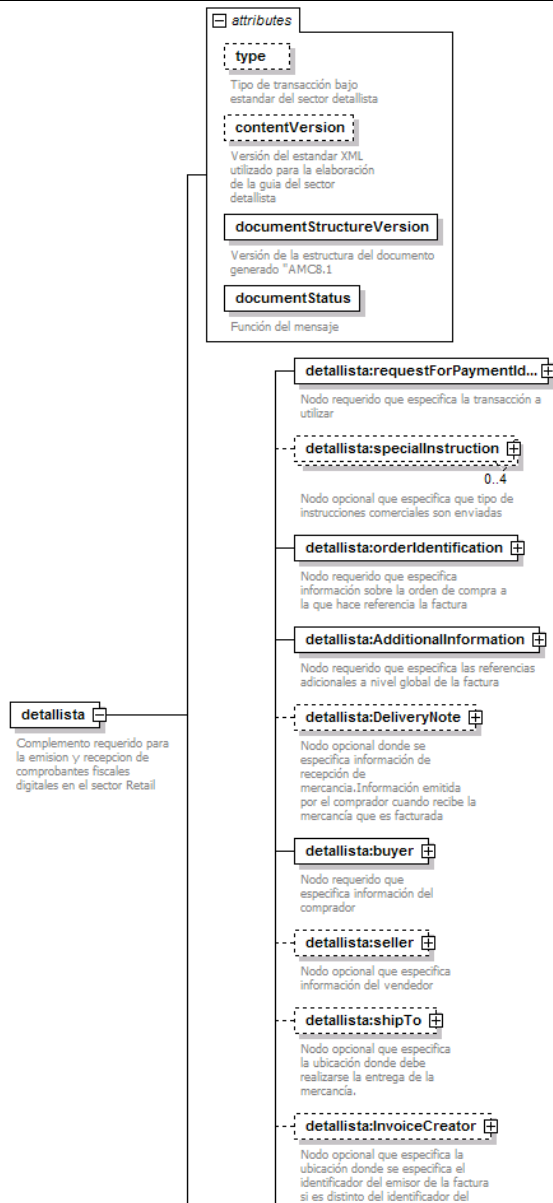 attributes
type
Tipo de transacción bajo
estandar del sector detallista
contentVersion
Versión del estandar XML
utilizado para la elaboración
de la guia del sector
detallista
documentStructureVersion
Versión de la estructura del documento
generado "AMC8.1
documentStatus
Función del mensaje
detallista:requestForPaymentId...
Nodo requerido que especifica la transacción a
utilizar
detallista:specialInstruction
0..4
Nodo opcional que especifica que tipo de
instrucciones comerciales son enviadas
detallista:orderIdentification
Nodo requerido que especifica
información sobre la orden de compra a
la que hace referencia la factura
detallista:AdditionalInformation
Nodo requerido que especifica las referencias
adicionales a nivel global de la factura
detallista
Complemento requerido para
la emision y recepcion de
comprobantes fiscales
digitales en el sector Retail
detallista:DeliveryNote
Nodo opcional donde se
especifica información de
recepción de
mercancia.Información emitida
por el comprador cuando recibe la
mercancía que es facturada
detallista:buyer
Nodo requerido que
especifica información del
comprador
detallista:seller
Nodo opcional que especifica
información del vendedor
detallista:shipTo
Nodo opcional que especifica
la ubicación donde debe
realizarse la entrega de la
mercancía.
detallista:InvoiceCreator
Nodo opcional que especifica la
ubicación donde se especifica el
identificador del emisor de la factura
si es distinto del identificador del